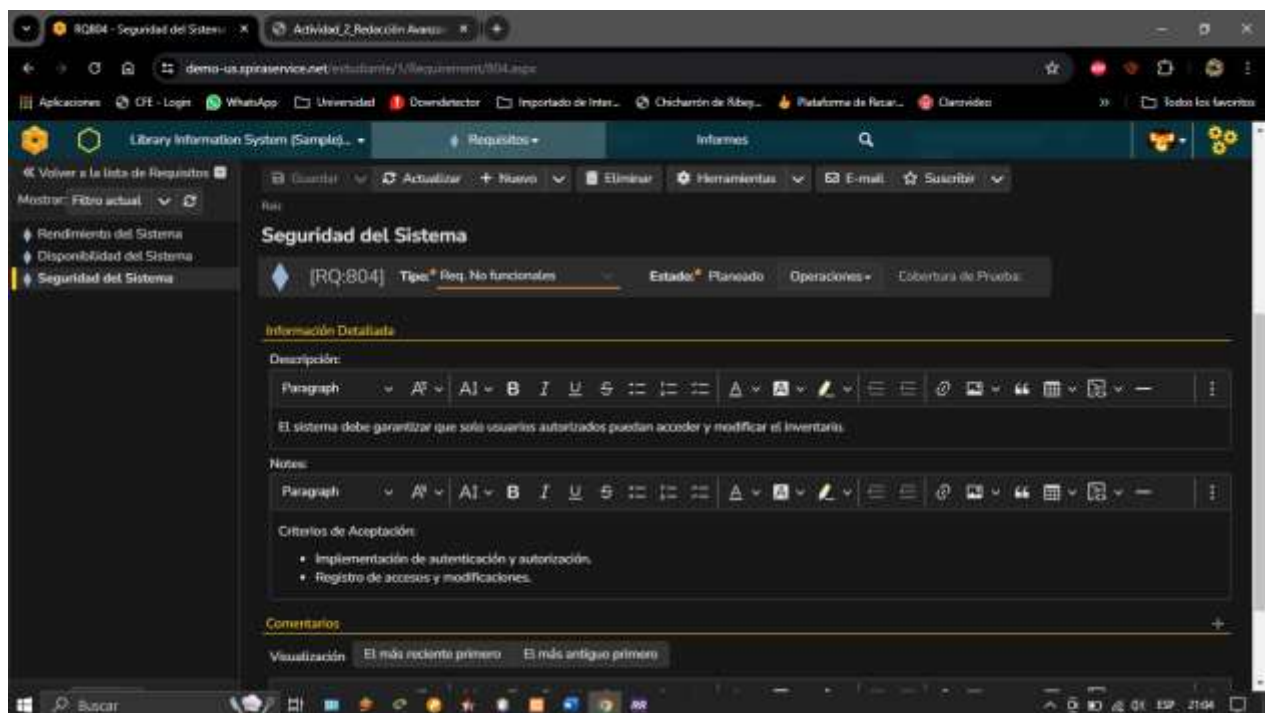 RQ804 - Seguridad del Sistema
Actividad_2_Redacción Avanza
demo-us.spiraservice.net/estudiante/1/Requirement/804.aspx
Aplicaciones CFE - Login WhatsApp Universidad Downdetector Importado de Inter... Chicharrón de Ribey... Plataforma de Recar... Clarovideo Todos los favoritos
Library Information System (Sample)... Requisitos Informes
Volver a la lista de Requisitos
Guardar Actualizar + Nuevo Eliminar Herramientas E-mail Suscribir
Mostrar: Filtro actual
Raíz
Rendimiento del Sistema
Disponibilidad del Sistema
Seguridad del Sistema
Seguridad del Sistema
[RQ:804] Tipo:* Req. No funcionales Estado:* Planeado Operaciones Cobertura de Prueba:
Información Detallada
Descripción:
Paragraph
El sistema debe garantizar que solo usuarios autorizados puedan acceder y modificar el inventario.
Notes:
Paragraph
Criterios de Aceptación:
• Implementación de autenticación y autorización.
• Registro de accesos y modificaciones.
Comentarios +
Visualización El más reciente primero El más antiguo primero
Buscar
ESP 21:04